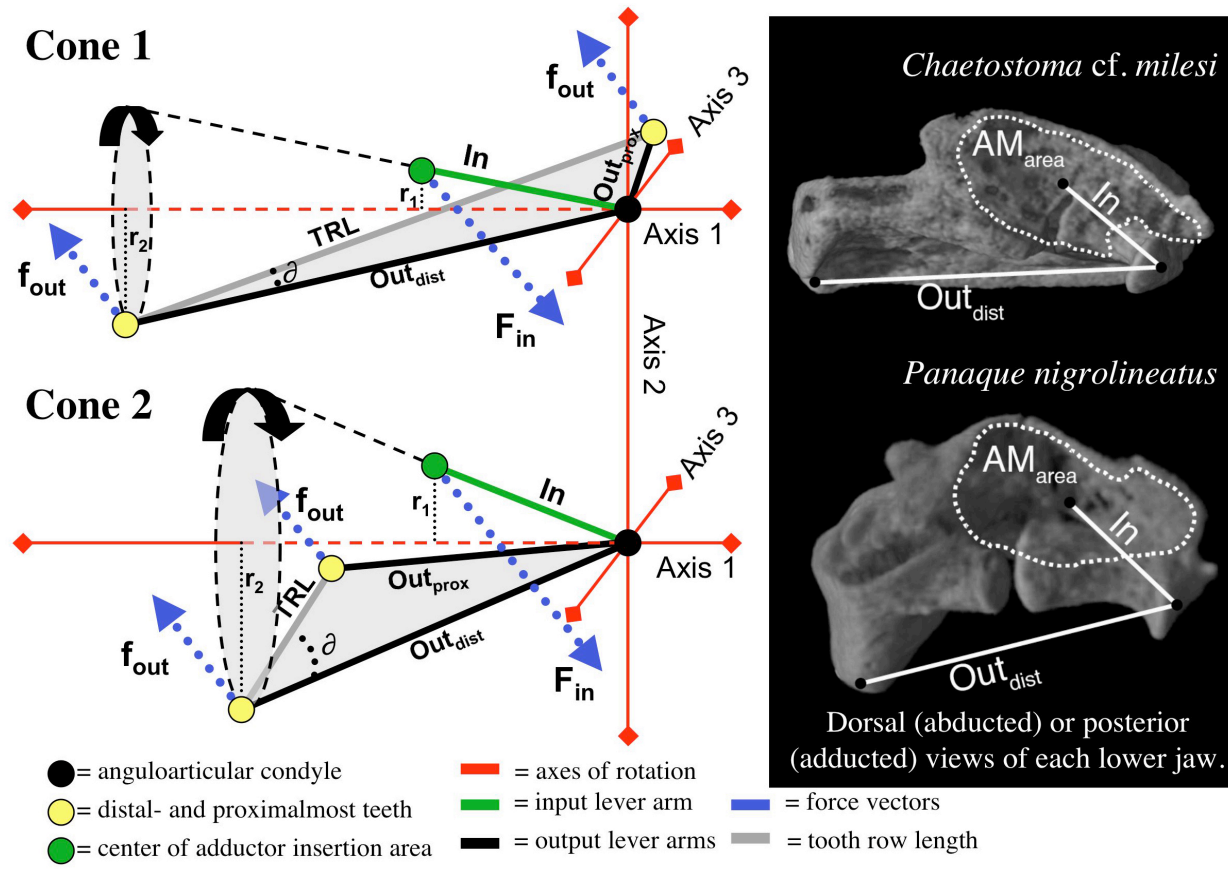 Cone 1
f_out
Axis 3
In
Out_prox
r_1
TRL
Axis 1
r_2
f_out
∂
Out_dist
F_in
Axis 2
Cone 2
Axis 3
In
f_out
r_1
Axis 1
r_2
TRL
Out_prox
f_out
∂
Out_dist
F_in
= anguloarticular condyle
= distal- and proximalmost teeth
= center of adductor insertion area
= axes of rotation
= input lever arm
= output lever arms
= force vectors
= tooth row length
Chaetostoma cf. milesi
AM_area
In
Out_dist
Panaque nigrolineatus
AM_area
In
Out_dist
Dorsal (abducted) or posterior
(adducted) views of each lower jaw.